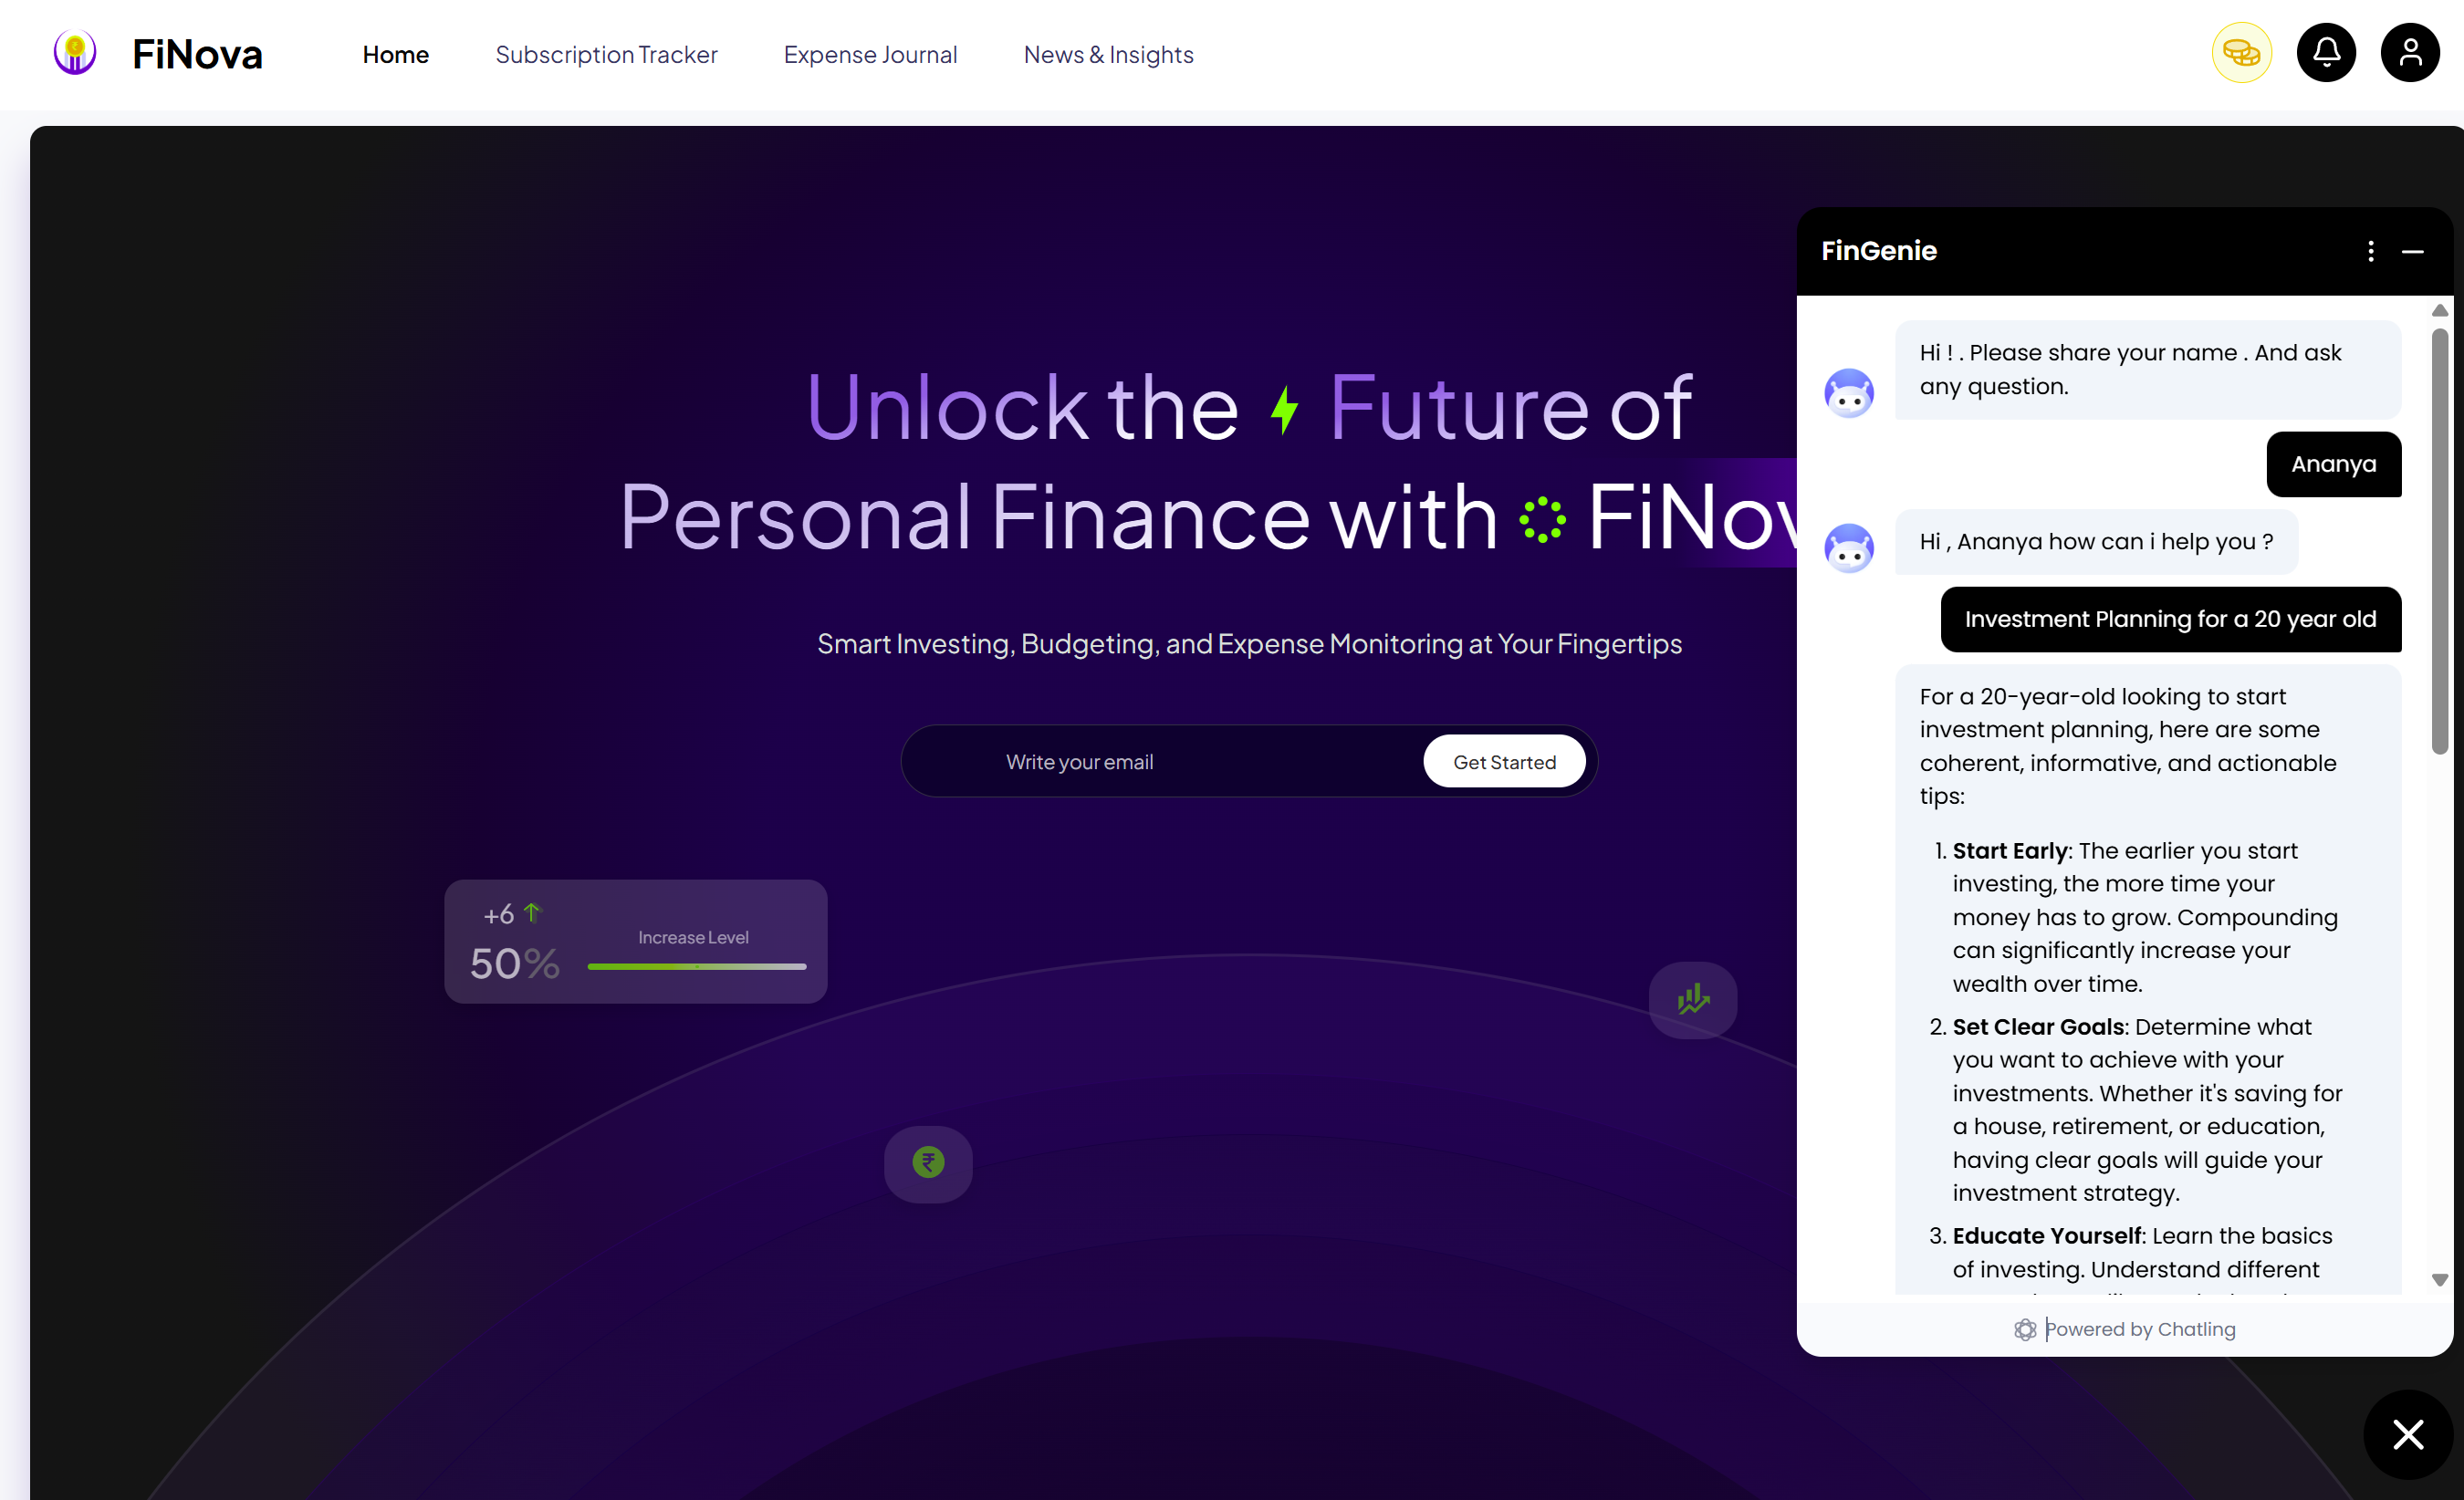 FiNova
Home
Subscription Tracker
Expense Journal
News & Insights
Unlock the Future of
Personal Finance with FiNov
Smart Investing, Budgeting, and Expense Monitoring at Your Fingertips
Write your email
Get Started
+6
50%
Increase Level
₹
FinGenie
Hi ! . Please share your name . And ask
any question.
Ananya
Hi , Ananya how can i help you ?
Investment Planning for a 20 year old
For a 20-year-old looking to start
investment planning, here are some
coherent, informative, and actionable
tips:
1. Start Early: The earlier you start
investing, the more time your
money has to grow. Compounding
can significantly increase your
wealth over time.
2. Set Clear Goals: Determine what
you want to achieve with your
investments. Whether it's saving for
a house, retirement, or education,
having clear goals will guide your
investment strategy.
3. Educate Yourself: Learn the basics
of investing. Understand different
Powered by Chatling